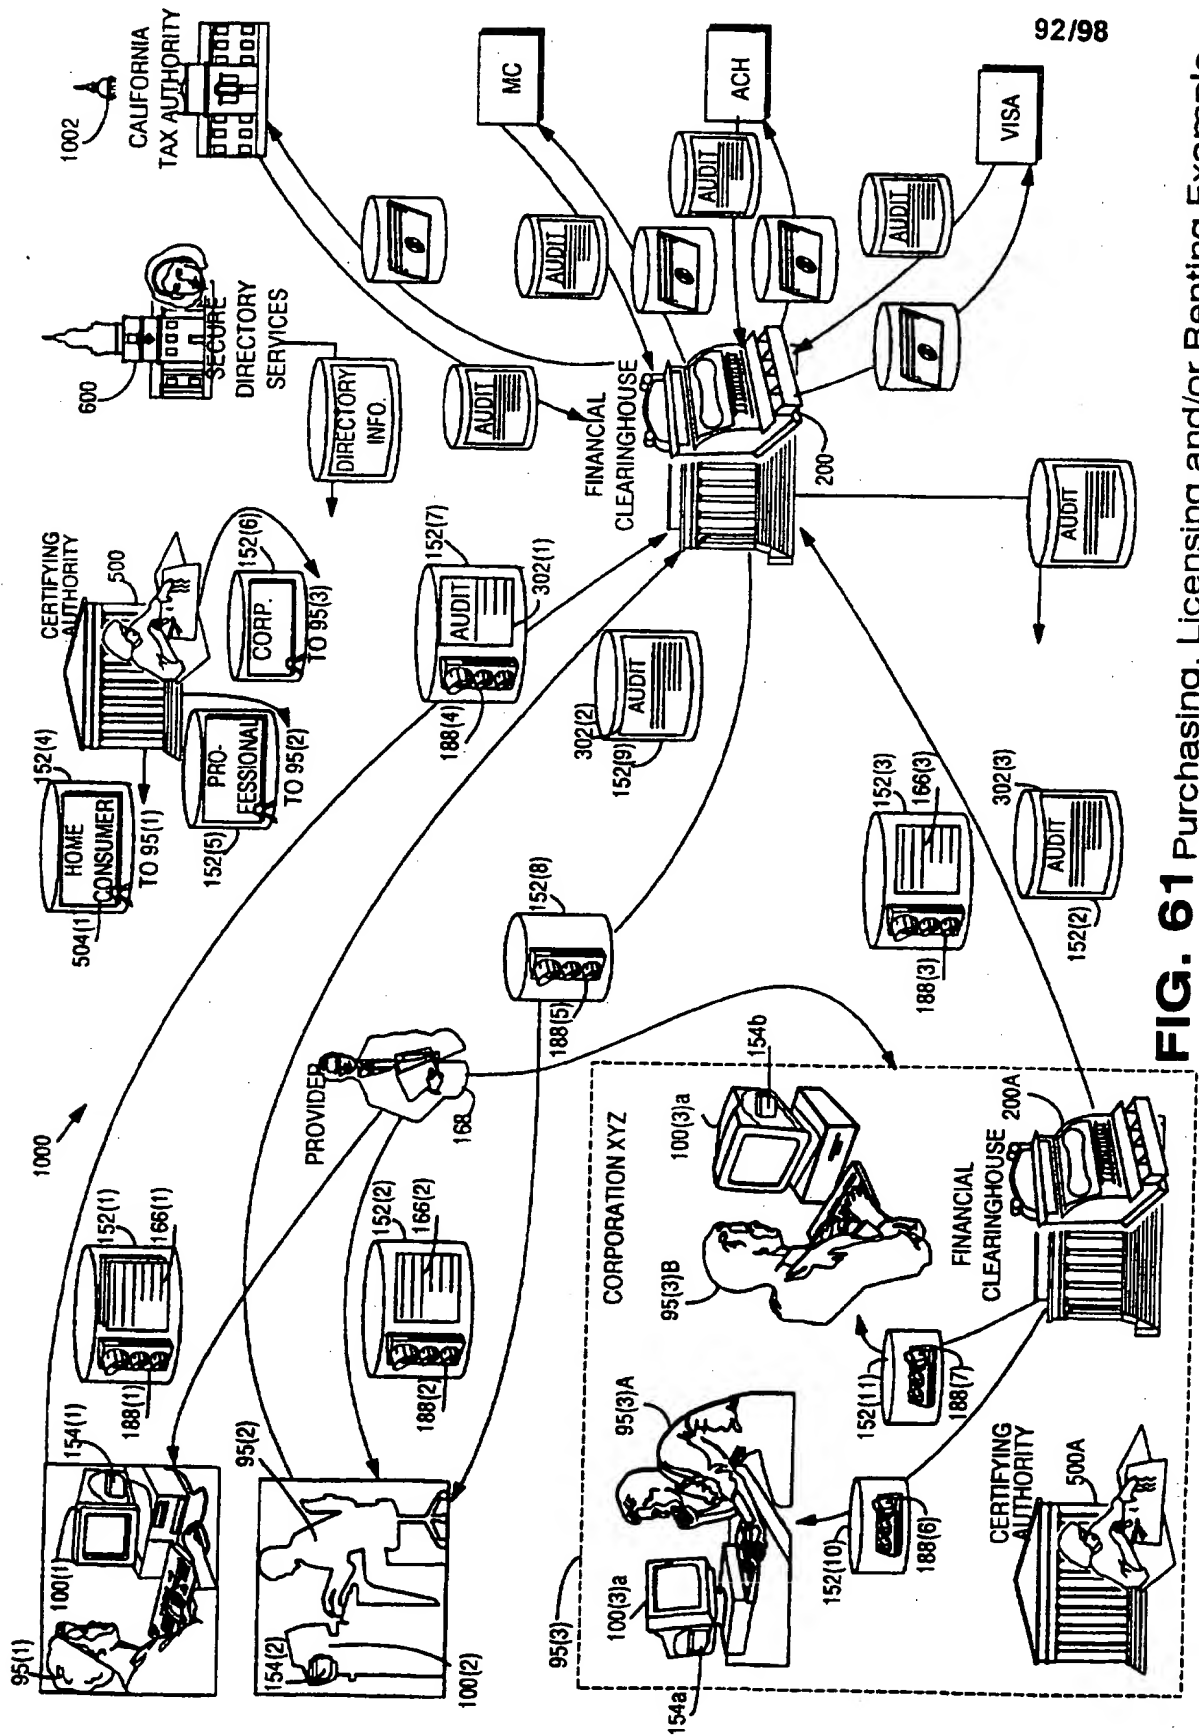 92/98
1002
CALIFORNIA
TAX AUTHORITY
MC
ACH
VISA
600
SECURE
DIRECTORY
SERVICES
DIRECTORY
INFO.
AUDIT
AUDIT
AUDIT
AUDIT
FINANCIAL
CLEARINGHOUSE
200
AUDIT
CERTIFYING
AUTHORITY
500
152(4)
HOME
CONSUMER
504(1)
TO 95(1)
PRO-
FESSIONAL
152(5)
TO 95(2)
152(6)
CORP.
TO 95(3)
152(7)
AUDIT
302(1)
188(4)
302(2)
AUDIT
152(9)
152(8)
188(5)
152(3)
166(3)
188(3)
302(3)
AUDIT
152(2)
1000
PROVIDER
168
152(1)
166(1)
188(1)
152(2)
166(2)
188(2)
95(1)
100(1
154(1)
95(2)
154(2)
100(2)
95(3)
CORPORATION XYZ
100(3)a
154a
95(3)A
95(3)B
100(3)a
154b
152(10)
188(6)
152(11)
188(7)
CERTIFYING
AUTHORITY
500A
FINANCIAL
CLEARINGHOUSE
200A
FIG. 61 Purchasing, Licensing and/or Renting Example